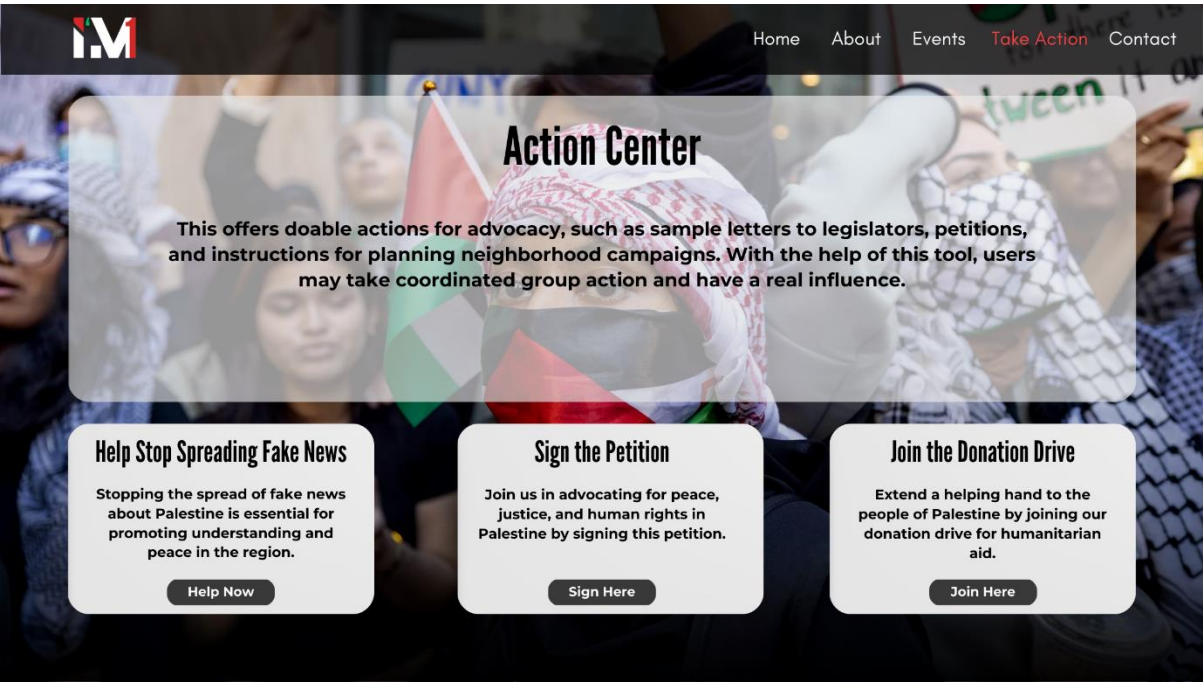 I'M
Home About Events Take Action Contact
tween it
Action Center
This offers doable actions for advocacy, such as sample letters to legislators, petitions,
and instructions for planning neighborhood campaigns. With the help of this tool, users
may take coordinated group action and have a real influence.
Help Stop Spreading Fake News
Stopping the spread of fake news
about Palestine is essential for
promoting understanding and
peace in the region.
Help Now
Sign the Petition
Join us in advocating for peace,
justice, and human rights in
Palestine by signing this petition.
Sign Here
Join the Donation Drive
Extend a helping hand to the
people of Palestine by joining our
donation drive for humanitarian
aid.
Join Here